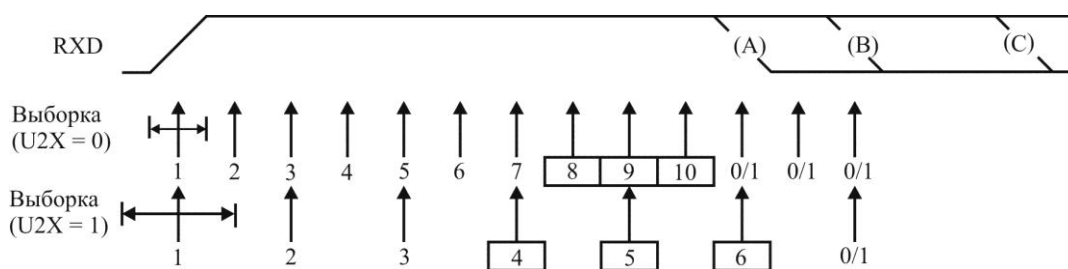 RXD (A) (B) (C)
Выборка
(U2X = 0)
1 2 3 4 5 6 7 8 9 10 0/1 0/1 0/1
Выборка
(U2X = 1)
1 2 3 4 5 6 0/1